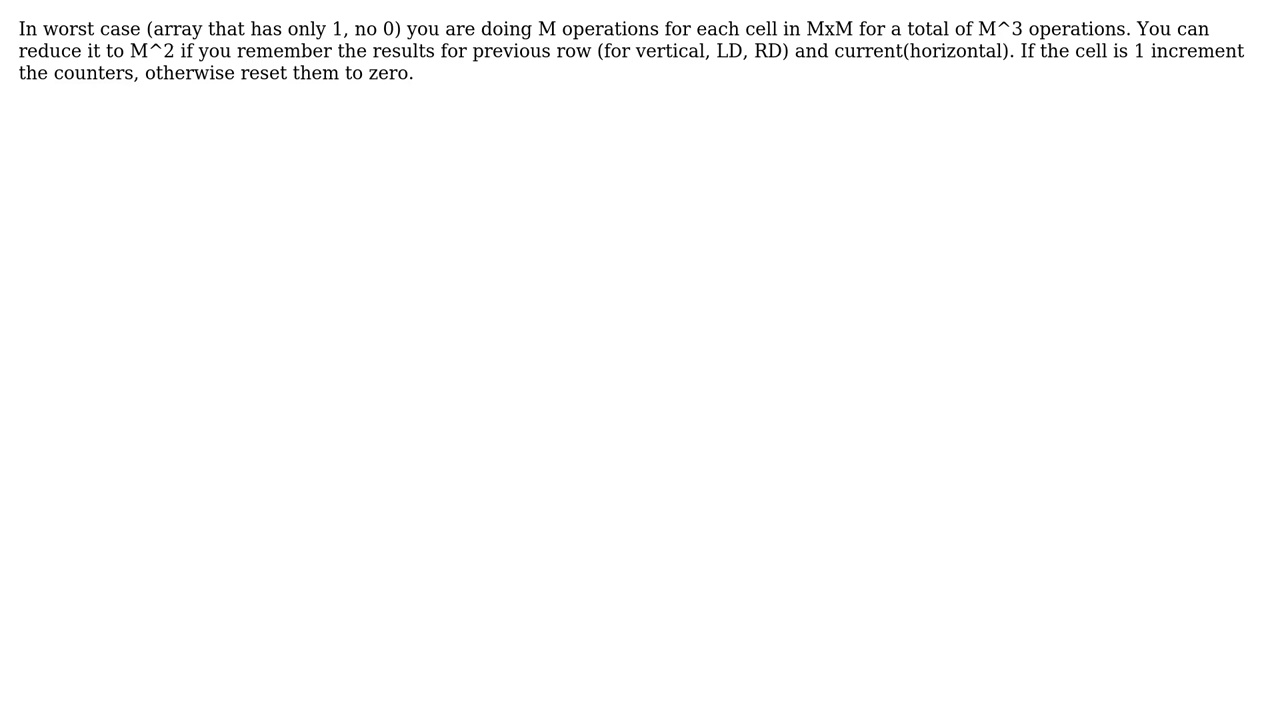 In worst case (array that has only 1, no 0) you are doing M operations for each cell in MxM for a total of M^3 operations. You can
reduce it to M^2 if you remember the results for previous row (for vertical, LD, RD) and current(horizontal). If the cell is 1 increment
the counters, otherwise reset them to zero.